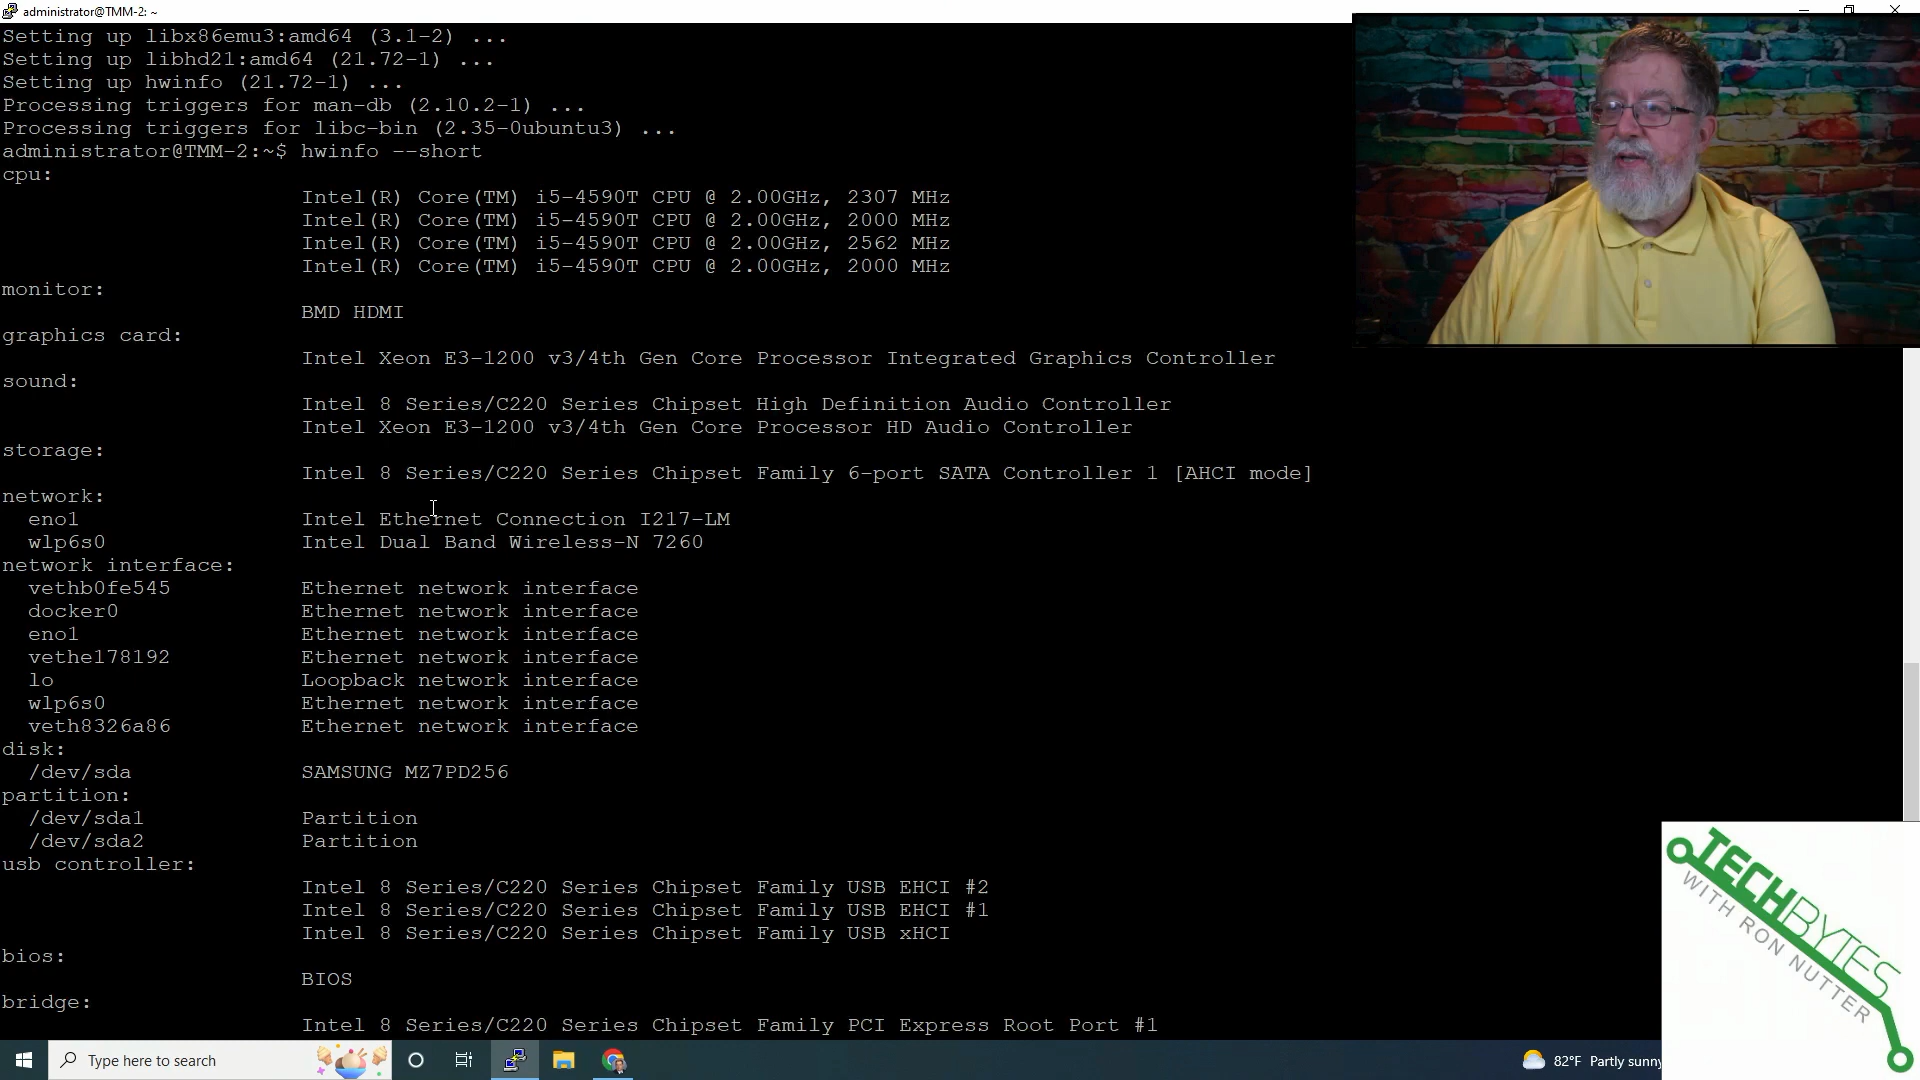 administrator@TMM-2: ~
Setting up libx86emu3:amd64 (3.1-2) ...
Setting up libhd21:amd64 (21.72-1) ...
Setting up hwinfo (21.72-1) ...
Processing triggers for man-db (2.10.2-1) ...
Processing triggers for libc-bin (2.35-0ubuntu3) ...
administrator@TMM-2:~$ hwinfo --short
cpu:
Intel(R) Core(TM) i5-4590T CPU @ 2.00GHz, 2307 MHz
Intel(R) Core(TM) i5-4590T CPU @ 2.00GHz, 2000 MHz
Intel(R) Core(TM) i5-4590T CPU @ 2.00GHz, 2562 MHz
Intel(R) Core(TM) i5-4590T CPU @ 2.00GHz, 2000 MHz
monitor:
BMD HDMI
graphics card:
Intel Xeon E3-1200 v3/4th Gen Core Processor Integrated Graphics Controller
sound:
Intel 8 Series/C220 Series Chipset High Definition Audio Controller
Intel Xeon E3-1200 v3/4th Gen Core Processor HD Audio Controller
storage:
Intel 8 Series/C220 Series Chipset Family 6-port SATA Controller 1 [AHCI mode]
network:
eno1 Intel Ethernet Connection I217-LM
wlp6s0 Intel Dual Band Wireless-N 7260
network interface:
vethb0fe545 Ethernet network interface
docker0 Ethernet network interface
eno1 Ethernet network interface
vethe178192 Ethernet network interface
lo Loopback network interface
wlp6s0 Ethernet network interface
veth8326a86 Ethernet network interface
disk:
/dev/sda SAMSUNG MZ7PD256
partition:
/dev/sda1 Partition
/dev/sda2 Partition
usb controller:
Intel 8 Series/C220 Series Chipset Family USB EHCI #2
Intel 8 Series/C220 Series Chipset Family USB EHCI #1
Intel 8 Series/C220 Series Chipset Family USB xHCI
bios:
BIOS
bridge:
Intel 8 Series/C220 Series Chipset Family PCI Express Root Port #1
TECHBYTES
WITH RON NUTTER
Type here to search
82°F Partly sunny